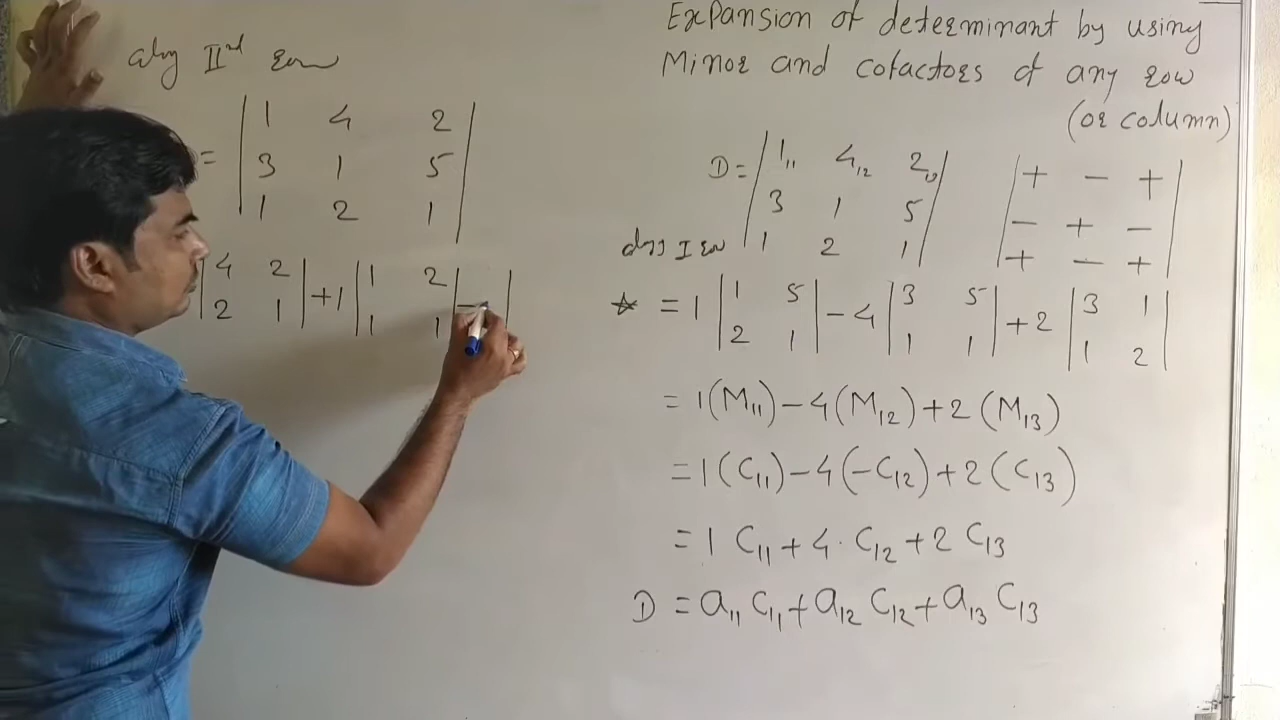 along IInd row
= | 1 4 2 |
| 3 1 5 |
| 1 2 1 |
| 4 2 | + 1 | 1 2 | - | |
| 2 1 | | 1 1 |
Expansion of determinant by using
Minor and cofactors of any row
(or column)
D = | 1₁₁ 4₁₂ 2₁₃ | | + - + |
| 3 1 5 | | - + - |
along I row | 1 2 1 | | + - + |
☆ = 1 | 1 5 | - 4 | 3 5 | + 2 | 3 1 |
| 2 1 | | 1 1 | | 1 2 |
= 1(M₁₁) - 4(M₁₂) + 2(M₁₃)
= 1(C₁₁) - 4(-C₁₂) + 2(C₁₃)
= 1 C₁₁ + 4 · C₁₂ + 2 C₁₃
D = a₁₁ C₁₁ + a₁₂ C₁₂ + a₁₃ C₁₃